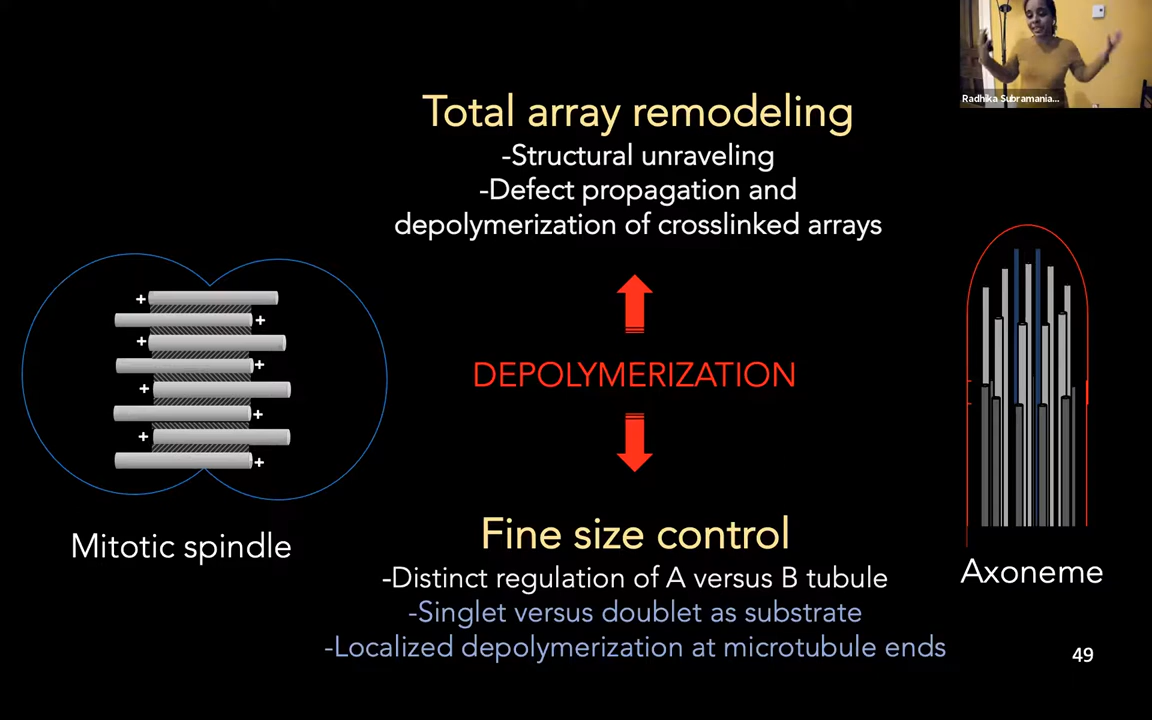 Radhika Subramania...
Total array remodeling
-Structural unraveling
-Defect propagation and
depolymerization of crosslinked arrays
+
+
+
+
+
+
+
+
DEPOLYMERIZATION
Mitotic spindle
Fine size control
-Distinct regulation of A versus B tubule
-Singlet versus doublet as substrate
-Localized depolymerization at microtubule ends
Axoneme
49